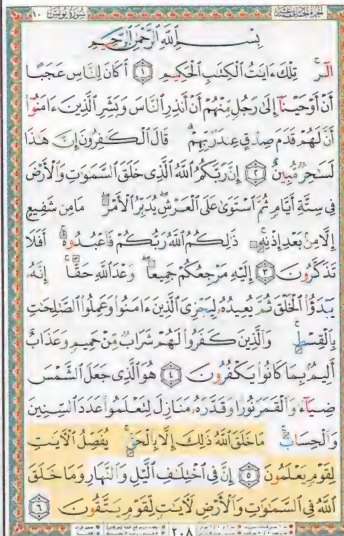 سورة يونس ١٠
بسم الله الرحمن الرحيم
الٓر ۚ تِلْكَ ءَايَٰتُ ٱلْكِتَٰبِ ٱلْحَكِيمِ ۝١ أَكَانَ لِلنَّاسِ عَجَبًا
أَنْ أَوْحَيْنَآ إِلَىٰ رَجُلٍ مِّنْهُمْ أَنْ أَنذِرِ ٱلنَّاسَ وَبَشِّرِ ٱلَّذِينَ ءَامَنُوٓا۟
أَنَّ لَهُمْ قَدَمَ صِدْقٍ عِندَ رَبِّهِمْ ۗ قَالَ ٱلْكَٰفِرُونَ إِنَّ هَٰذَا
لَسَٰحِرٌ مُّبِينٌ ۝٢ إِنَّ رَبَّكُمُ ٱللَّهُ ٱلَّذِى خَلَقَ ٱلسَّمَٰوَٰتِ وَٱلْأَرْضَ
فِى سِتَّةِ أَيَّامٍ ثُمَّ ٱسْتَوَىٰ عَلَى ٱلْعَرْشِ ۖ يُدَبِّرُ ٱلْأَمْرَ ۖ مَا مِن شَفِيعٍ
إِلَّا مِنۢ بَعْدِ إِذْنِهِۦ ۚ ذَٰلِكُمُ ٱللَّهُ رَبُّكُمْ فَٱعْبُدُوهُ ۚ أَفَلَا
تَذَكَّرُونَ ۝٣ إِلَيْهِ مَرْجِعُكُمْ جَمِيعًا ۖ وَعْدَ ٱللَّهِ حَقًّا ۚ إِنَّهُۥ
يَبْدَؤُا۟ ٱلْخَلْقَ ثُمَّ يُعِيدُهُۥ لِيَجْزِىَ ٱلَّذِينَ ءَامَنُوا۟ وَعَمِلُوا۟ ٱلصَّٰلِحَٰتِ
بِٱلْقِسْطِ ۚ وَٱلَّذِينَ كَفَرُوا۟ لَهُمْ شَرَابٌ مِّنْ حَمِيمٍ وَعَذَابٌ
أَلِيمٌۢ بِمَا كَانُوا۟ يَكْفُرُونَ ۝٤ هُوَ ٱلَّذِى جَعَلَ ٱلشَّمْسَ
ضِيَآءً وَٱلْقَمَرَ نُورًا وَقَدَّرَهُۥ مَنَازِلَ لِتَعْلَمُوا۟ عَدَدَ ٱلسِّنِينَ
وَٱلْحِسَابَ ۚ مَا خَلَقَ ٱللَّهُ ذَٰلِكَ إِلَّا بِٱلْحَقِّ ۚ يُفَصِّلُ ٱلْءَايَٰتِ
لِقَوْمٍ يَعْلَمُونَ ۝٥ إِنَّ فِى ٱخْتِلَٰفِ ٱلَّيْلِ وَٱلنَّهَارِ وَمَا خَلَقَ
ٱللَّهُ فِى ٱلسَّمَٰوَٰتِ وَٱلْأَرْضِ لَءَايَٰتٍ لِّقَوْمٍ يَتَّقُونَ ۝٦
٢٠٨